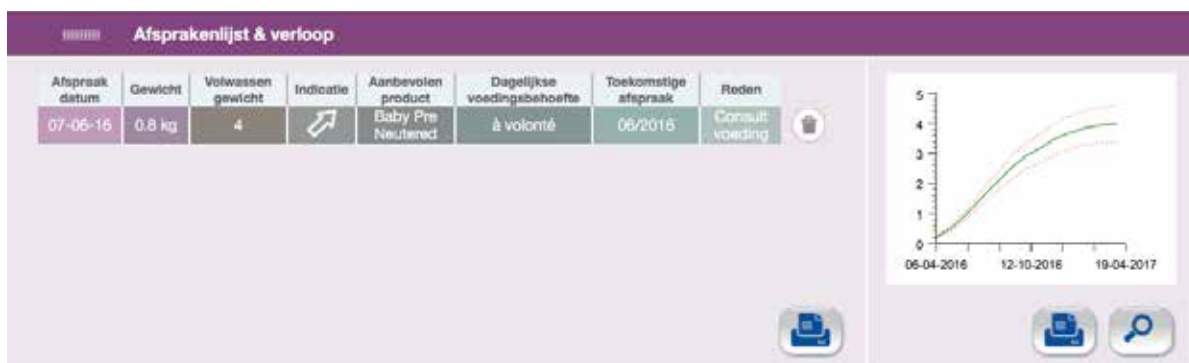 Afsprakenlijst & verloop
Afspraak datum Gewicht Volwassen gewicht Indicatie Aanbevolen product Dagelijkse voedingsbehoefte Toekomstige afspraak Reden
07-06-16 0.8 kg 4 Baby Pre Neutered à volonté 06/2016 Consult voeding
5
4
3
2
1
0
06-04-2016 12-10-2016 19-04-2017